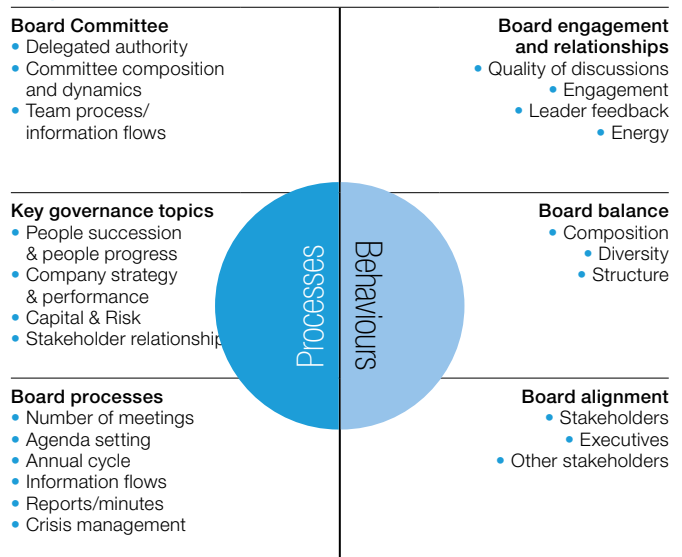 Board Committee
• Delegated authority
• Committee composition
and dynamics
• Team process/
information flows
Key governance topics
• People succession
& people progress
• Company strategy
& performance
• Capital & Risk
• Stakeholder relationship
Board processes
• Number of meetings
• Agenda setting
• Annual cycle
• Information flows
• Reports/minutes
• Crisis management
Processes
Behaviours
Board engagement
and relationships
• Quality of discussions
• Engagement
• Leader feedback
• Energy
Board balance
• Composition
• Diversity
• Structure
Board alignment
• Stakeholders
• Executives
• Other stakeholders